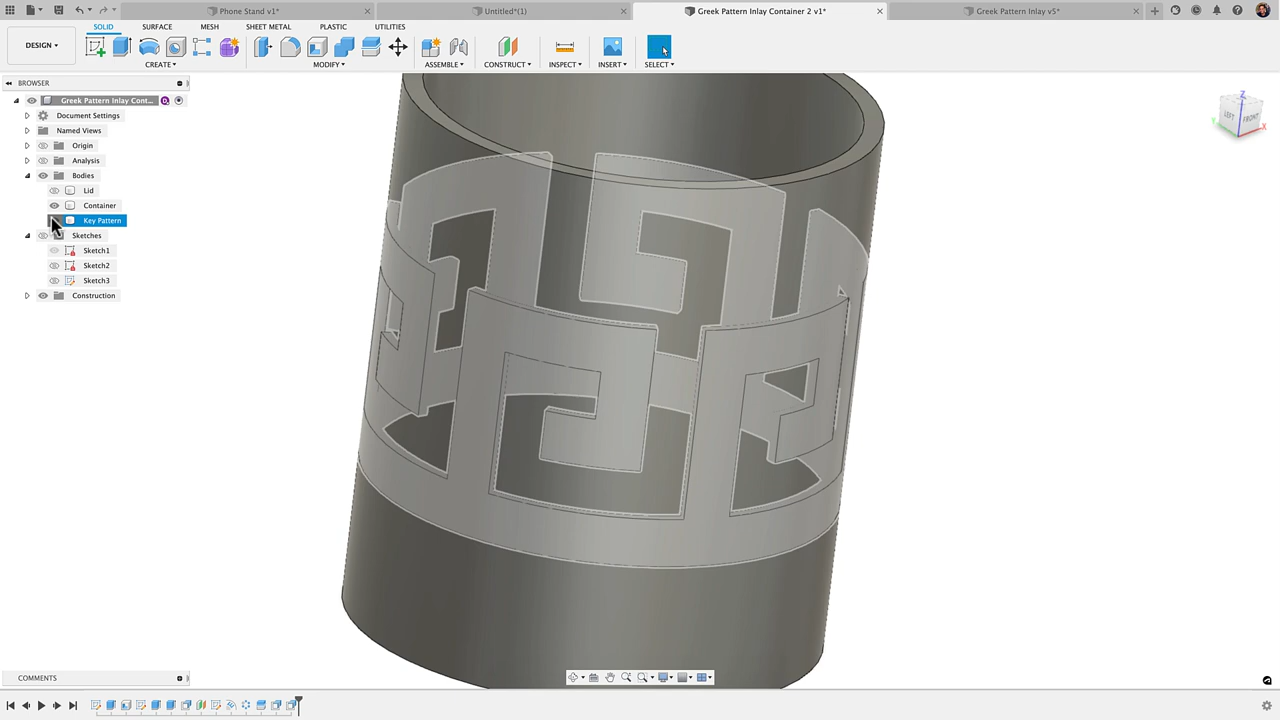 Phone Stand v1*
Untitled*(1)
Greek Pattern Inlay Container 2 v1*
Greek Pattern Inlay v5*
SOLID SURFACE MESH SHEET METAL PLASTIC UTILITIES
DESIGN
CREATE MODIFY ASSEMBLE CONSTRUCT INSPECT INSERT SELECT
BROWSER
Greek Pattern Inlay Cont...
Document Settings
Named Views
Origin
Analysis
Bodies
Lid
Container
Key Pattern
Sketches
Sketch1
Sketch2
Sketch3
Construction
Z
LEFT FRONT
Y X
COMMENTS